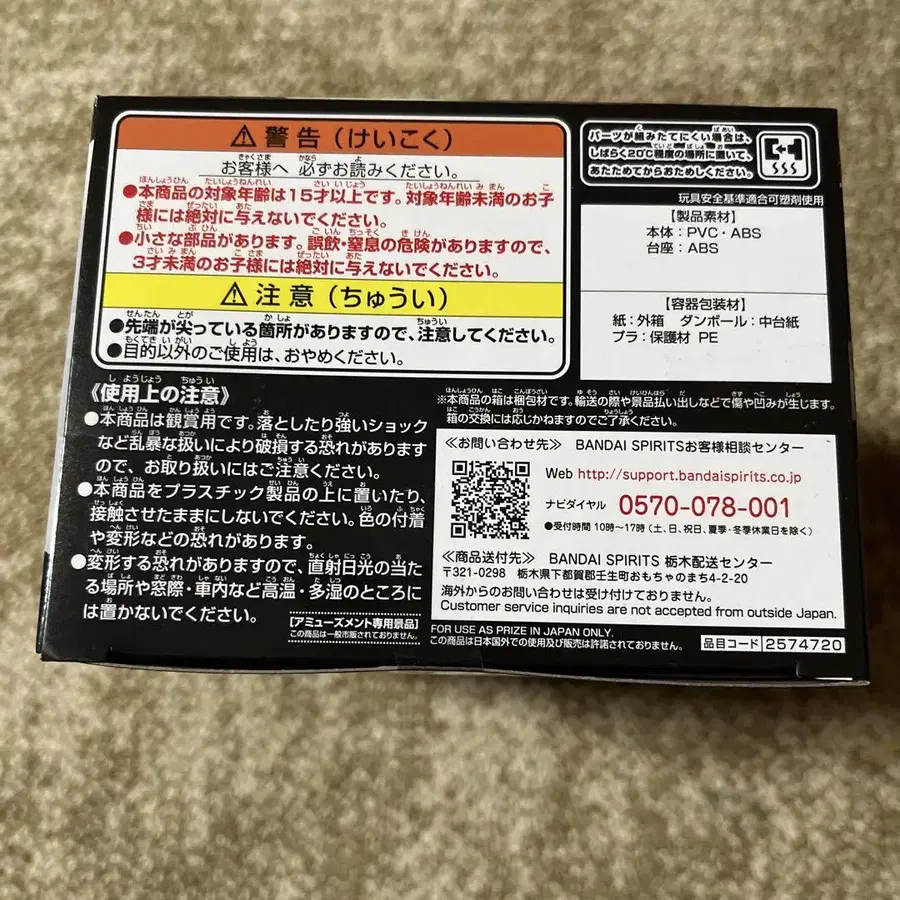 ⚠警告（けいこく）
お客様へ 必ずお読みください。
●本商品の対象年齢は15才以上です。対象年齢未満のお子
様には絶対に与えないでください。
●小さな部品があります。誤飲・窒息の危険がありますので、
3才未満のお子様には絶対に与えないでください。
⚠注意（ちゅうい）
●先端が尖っている箇所がありますので、注意してください。
●目的以外のご使用は、おやめください。
《使用上の注意》
●本商品は観賞用です。落としたり強いショック
など乱暴な扱いにより破損する恐れがあります
ので、お取り扱いにはご注意ください。
●本商品をプラスチック製品の上に置いたり、
接触させたままにしないでください。色の付着
や変形などの恐れがあります。
●変形する恐れがありますので、直射日光の当た
る場所や窓際・車内など高温・多湿のところに
は置かないでください。
【アミューズメント専用景品】
この商品は一般市販されておりません。
パーツが組みたてにくい場合は、
しばらく20℃程度の場所に置いて、
あたためてからおためしください。
玩具安全基準適合可塑剤使用
【製品素材】
本体：PVC・ABS
台座：ABS
【容器包装材】
紙：外箱 ダンボール：中台紙
プラ：保護材 PE
※本商品の箱は梱包材です。輸送の際や景品払い出しなどで傷や凹みが生じます。
箱の交換には応じかねますのでご了承ください。
≪お問い合わせ先≫ BANDAI SPIRITSお客様相談センター
Web http://support.bandaispirits.co.jp
ナビダイヤル 0570-078-001
●受付時間 10時〜17時（土、日、祝日、夏季・冬季休業日を除く）
≪商品送付先≫ BANDAI SPIRITS 栃木配送センター
〒321-0298 栃木県下都賀郡壬生町おもちゃのまち4-2-20
海外からのお問い合わせは受け付けておりません。
Customer service inquiries are not accepted from outside Japan.
FOR USE AS PRIZE IN JAPAN ONLY.
この商品は日本国外での使用及び販売は許諾されておりません。
品目コード 2574720